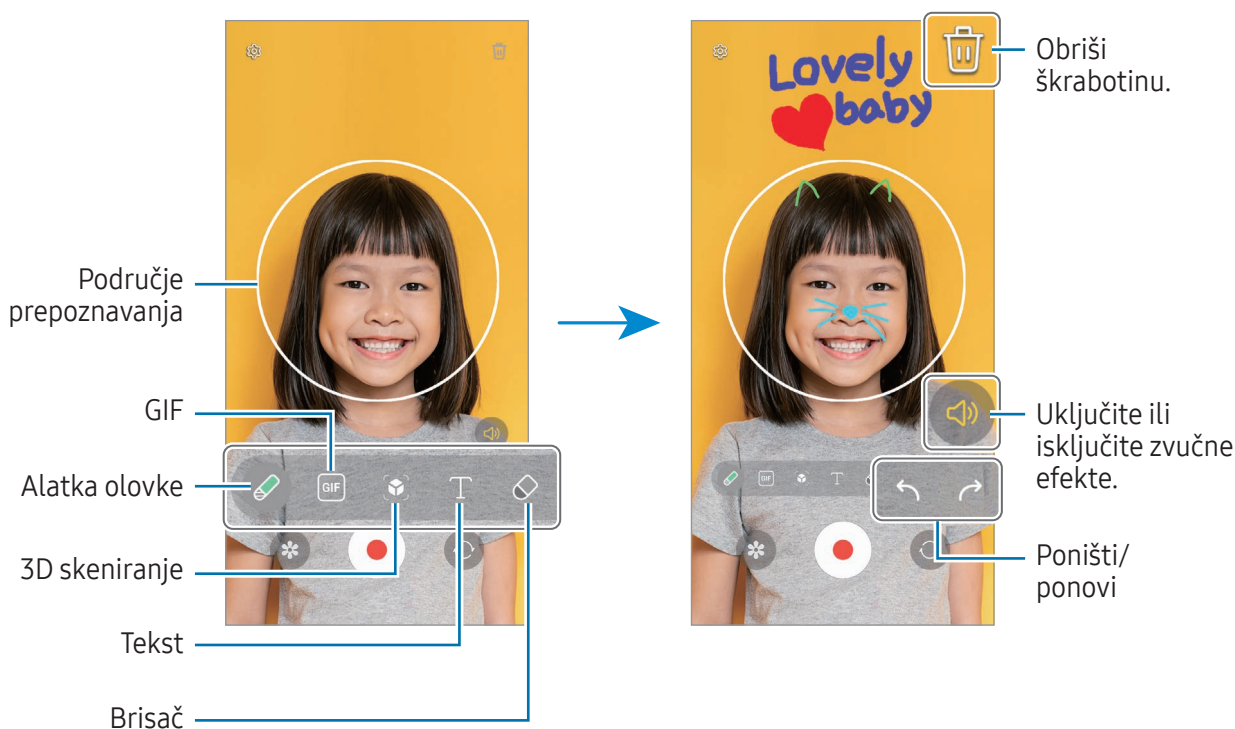 Područje
prepoznavanja
GIF
Alatka olovke
3D skeniranje
Tekst
Brisač
GIF
Lovely
baby
GIF
Obriši
škrabotinu.
Uključite ili
isključite zvučne
efekte.
Poništi/
ponovi